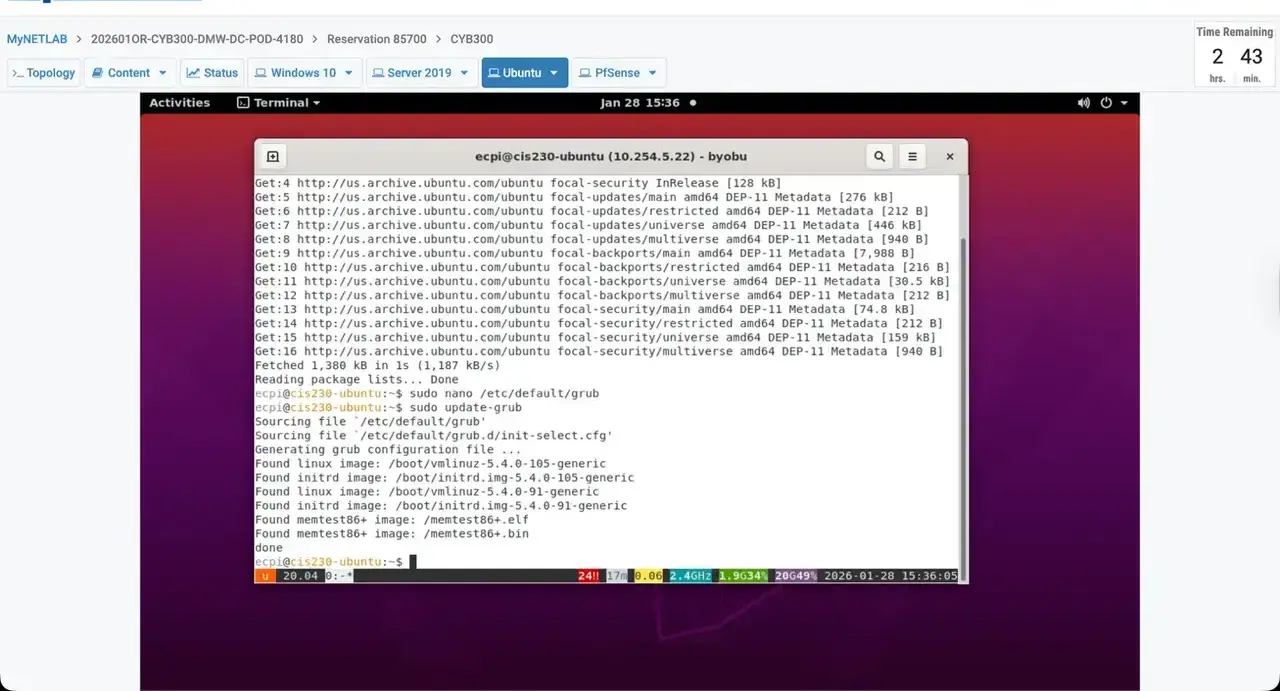 MyNETLAB > 202601OR-CYB300-DMW-DC-POD-4180 > Reservation 85700 > CYB300
Time Remaining
2 43
hrs. min.
>_ Topology Content Status Windows 10 Server 2019 Ubuntu PfSense
Activities Terminal Jan 28 15:36
ecpi@cis230-ubuntu (10.254.5.22) - byobu
Get:4 http://us.archive.ubuntu.com/ubuntu focal-security InRelease [128 kB]
Get:5 http://us.archive.ubuntu.com/ubuntu focal-updates/main amd64 DEP-11 Metadata [276 kB]
Get:6 http://us.archive.ubuntu.com/ubuntu focal-updates/restricted amd64 DEP-11 Metadata [212 B]
Get:7 http://us.archive.ubuntu.com/ubuntu focal-updates/universe amd64 DEP-11 Metadata [446 kB]
Get:8 http://us.archive.ubuntu.com/ubuntu focal-updates/multiverse amd64 DEP-11 Metadata [940 B]
Get:9 http://us.archive.ubuntu.com/ubuntu focal-backports/main amd64 DEP-11 Metadata [7,988 B]
Get:10 http://us.archive.ubuntu.com/ubuntu focal-backports/restricted amd64 DEP-11 Metadata [216 B]
Get:11 http://us.archive.ubuntu.com/ubuntu focal-backports/universe amd64 DEP-11 Metadata [30.5 kB]
Get:12 http://us.archive.ubuntu.com/ubuntu focal-backports/multiverse amd64 DEP-11 Metadata [212 B]
Get:13 http://us.archive.ubuntu.com/ubuntu focal-security/main amd64 DEP-11 Metadata [74.8 kB]
Get:14 http://us.archive.ubuntu.com/ubuntu focal-security/restricted amd64 DEP-11 Metadata [212 B]
Get:15 http://us.archive.ubuntu.com/ubuntu focal-security/universe amd64 DEP-11 Metadata [159 kB]
Get:16 http://us.archive.ubuntu.com/ubuntu focal-security/multiverse amd64 DEP-11 Metadata [940 B]
Fetched 1,380 kB in 1s (1,187 kB/s)
Reading package lists... Done
ecpi@cis230-ubuntu:~$ sudo nano /etc/default/grub
ecpi@cis230-ubuntu:~$ sudo update-grub
Sourcing file `/etc/default/grub'
Sourcing file `/etc/default/grub.d/init-select.cfg'
Generating grub configuration file ...
Found linux image: /boot/vmlinuz-5.4.0-105-generic
Found initrd image: /boot/initrd.img-5.4.0-105-generic
Found linux image: /boot/vmlinuz-5.4.0-91-generic
Found initrd image: /boot/initrd.img-5.4.0-91-generic
Found memtest86+ image: /memtest86+.elf
Found memtest86+ image: /memtest86+.bin
done
ecpi@cis230-ubuntu:~$
u 20.04 0:-* 24!! 17m 0.06 2.4GHz 1.9G34% 20G49% 2026-01-28 15:36:05